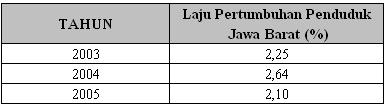 TAHUN
Laju Pertumbuhan Penduduk
Jawa Barat (%)
2003 2,25
2004 2,64
2005 2,10